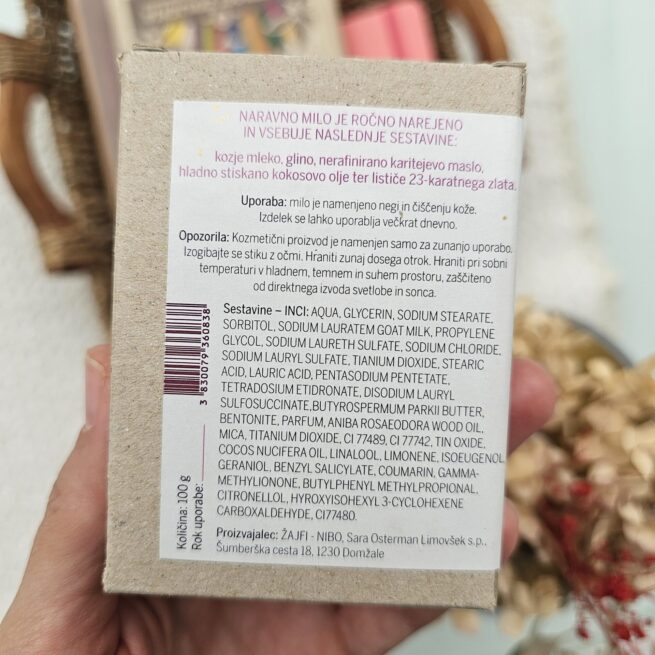 NARAVNO MILO JE ROČNO NAREJENO
IN VSEBUJE NASLEDNJE SESTAVINE:
kozje mleko, glino, nerafinirano karitejevo maslo,
hladno stiskano kokosovo olje ter lističe 23-karatnega zlata.
Uporaba: milo je namenjeno negi in čiščenju kože.
Izdelek se lahko uporablja večkrat dnevno.
Opozorila: Kozmetični proizvod je namenjen samo za zunanjo uporabo.
Izogibajte se stiku z očmi. Hraniti zunaj dosega otrok. Hraniti pri sobni
temperaturi v hladnem, temnem in suhem prostoru, zaščiteno
od direktnega izvoda svetlobe in sonca.
Sestavine – INCI: AQUA, GLYCERIN, SODIUM STEARATE,
SORBITOL, SODIUM LAURATEM GOAT MILK, PROPYLENE
GLYCOL, SODIUM LAURETH SULFATE, SODIUM CHLORIDE,
SODIUM LAURYL SULFATE, TIANIUM DIOXIDE, STEARIC
ACID, LAURIC ACID, PENTASODIUM PENTETATE,
TETRADOSIUM ETIDRONATE, DISODIUM LAURYL
SULFOSUCCINATE,BUTYROSPERMUM PARKII BUTTER,
BENTONITE, PARFUM, ANIBA ROSAEODORA WOOD OIL,
MICA, TITANIUM DIOXIDE, CI 77489, CI 77742, TIN OXIDE,
COCOS NUCIFERA OIL, LINALOOL, LIMONENE, ISOEUGENOL,
GERANIOL, BENZYL SALICYLATE, COUMARIN, GAMMA-
METHYLIONONE, BUTYLPHENYL METHYLPROPIONAL,
CITRONELLOL, HYROXYISOHEXYL 3-CYCLOHEXENE
CARBOXALDEHYDE, CI77480.
Proizvajalec: ŽAJFI - NIBO, Sara Osterman Limovšek s.p.,
Šumberška cesta 18, 1230 Domžale
3 830079 360838
Količina: 100 g
Rok uporabe: